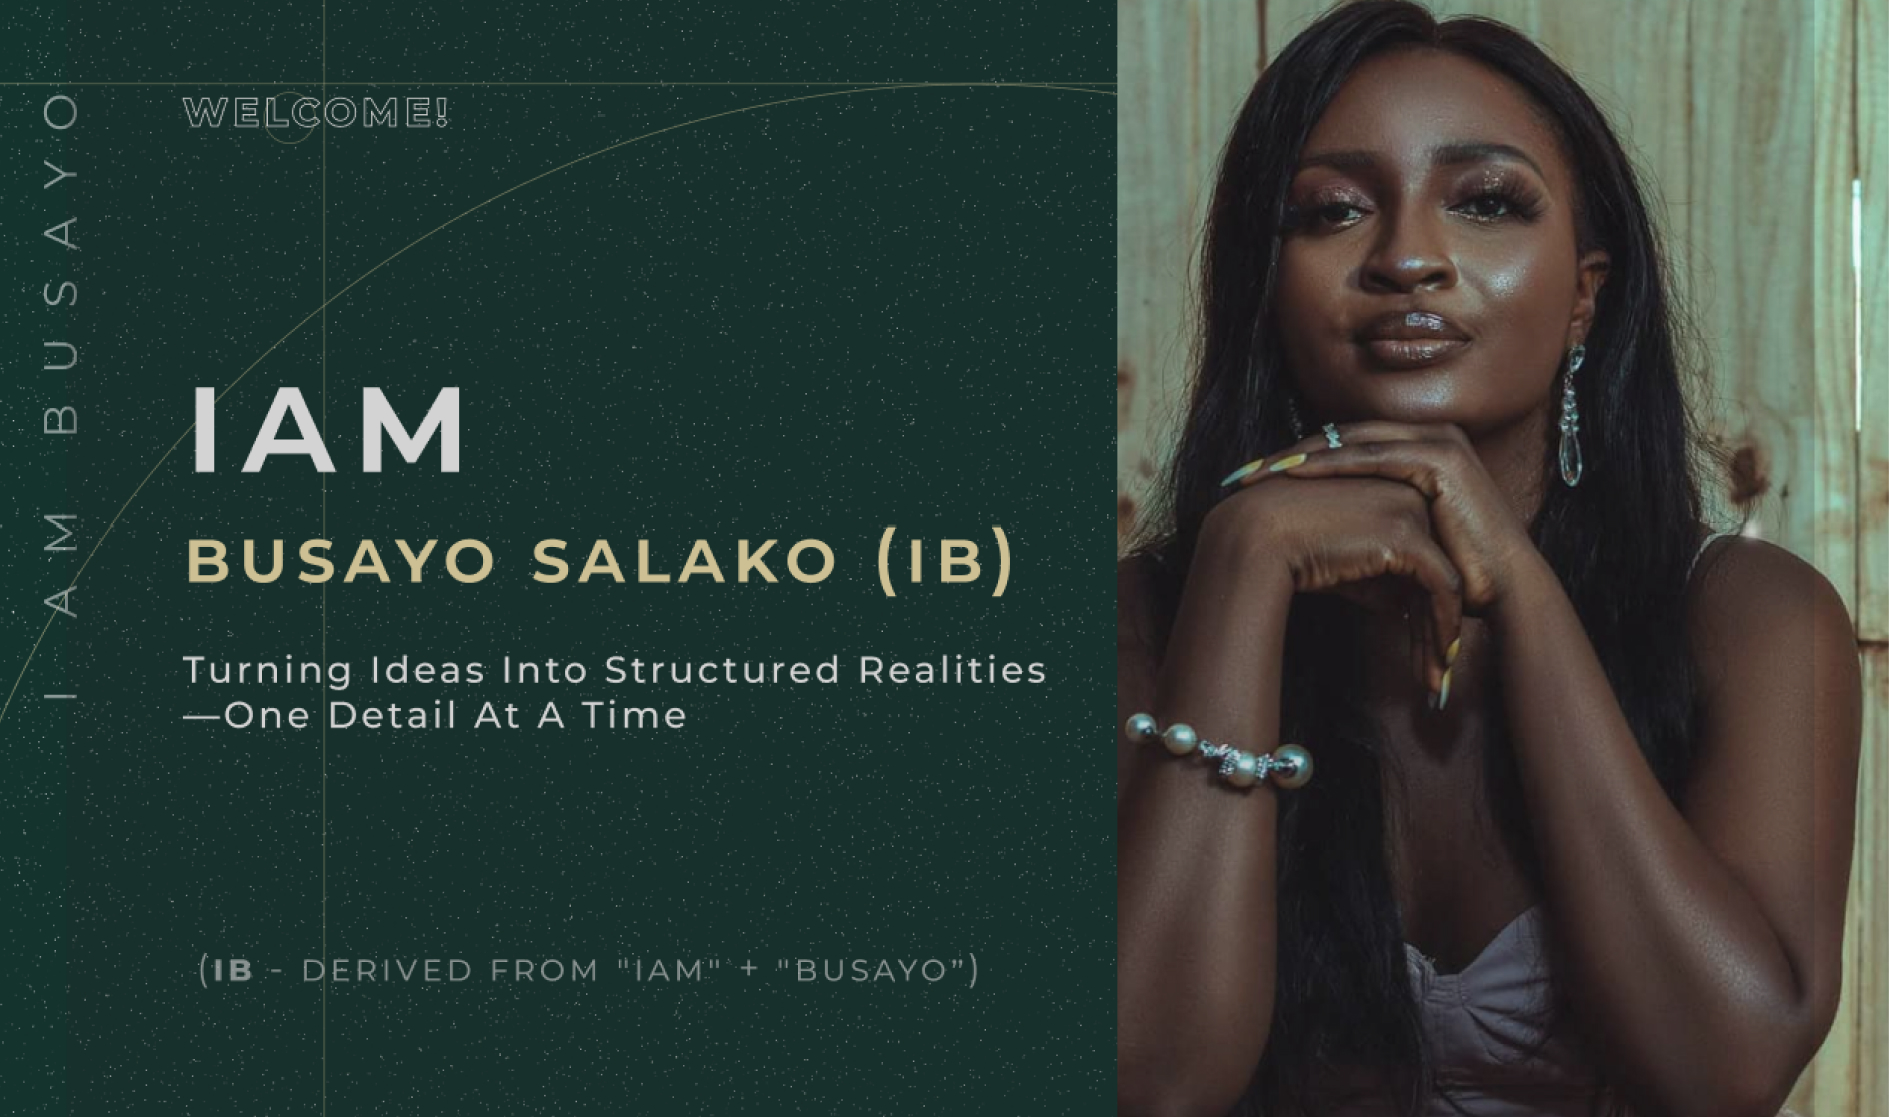 I AM BUSAYO
WELCOME!
IAM
BUSAYO SALAKO (IB)
Turning Ideas Into Structured Realities
—One Detail At A Time
(IB - DERIVED FROM "IAM" + "BUSAYO”)